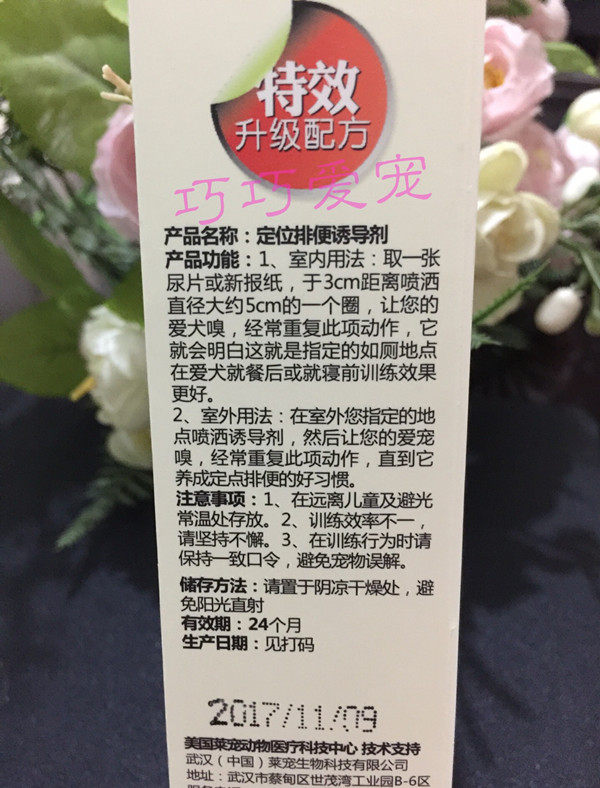 特效
升级配方
巧巧爱宠
产品名称：定位排便诱导剂
产品功能：1、室内用法：取一张
尿片或新报纸，于3cm距离喷洒
直径大约5cm的一个圈，让您的
爱犬嗅，经常重复此项动作，它
就会明白这就是指定的如厕地点
在爱犬就餐后或就寝前训练效果
更好。
2、室外用法：在室外您指定的地
点喷洒诱导剂，然后让您的爱宠
嗅，经常重复此项动作，直到它
养成定点排便的好习惯。
注意事项：1、在远离儿童及避光
常温处存放。2、训练效率不一，
请坚持不懈。3、在训练行为时请
保持一致口令，避免宠物误解。
储存方法：请置于阴凉干燥处，避
免阳光直射
有效期：24个月
生产日期：见打码
2017/11/09
美国莱宠动物医疗科技中心 技术支持
武汉（中国）莱宠生物科技有限公司
地址：武汉市蔡甸区世茂湾工业园B-6区